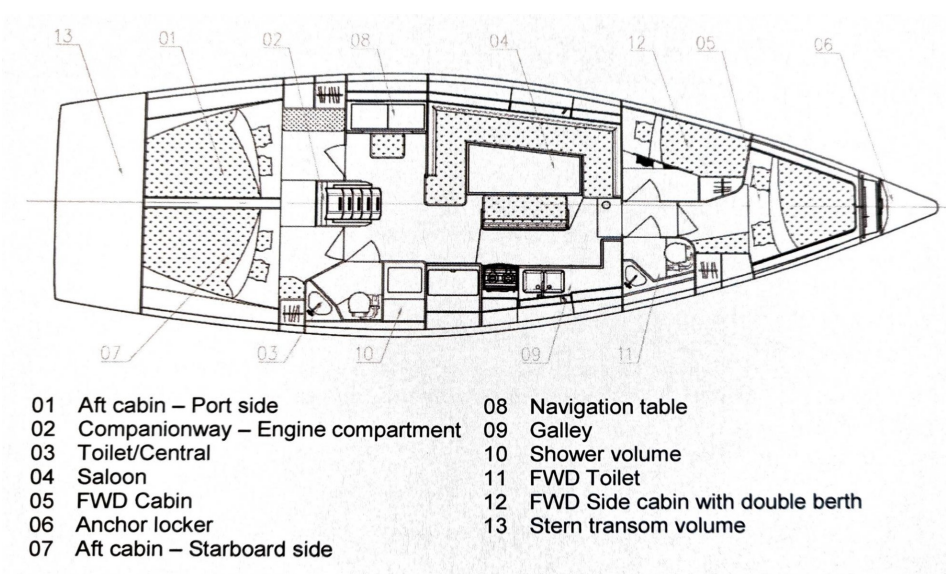 13 01 02 08 04 12 05 06
07 03 10 09 11
01 Aft cabin – Port side
02 Companionway – Engine compartment
03 Toilet/Central
04 Saloon
05 FWD Cabin
06 Anchor locker
07 Aft cabin – Starboard side
08 Navigation table
09 Galley
10 Shower volume
11 FWD Toilet
12 FWD Side cabin with double berth
13 Stern transom volume